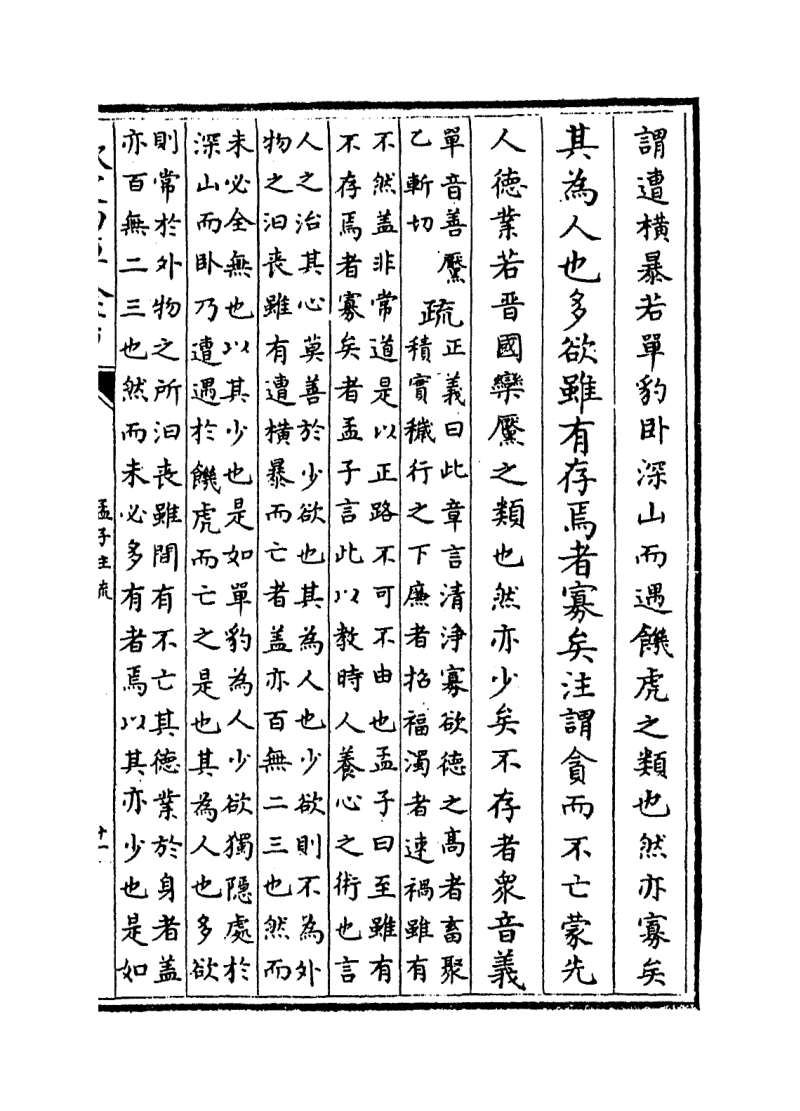 謂遭横暴若單豹卧深山而遇饑虎之類也然亦寡矣
其為人也多欲雖有存焉者寡矣注謂貪而不亡蒙先
人德業若晋國欒黶之類也然亦少矣不存者衆音義
單音善黶
乙斬切
疏
正義曰此章言清淨寡欲德之髙者畜聚
積實穢行之下廉者招福濁者速禍雖有
不然盖非常道是以正路不可不由也孟子曰至雖有
不存焉者寡矣者孟子言此以教時人養心之術也言
人之治其心莫善於少欲也其為人也少欲則不為外
物之汩喪雖有遭横暴而亡者盖亦百無二三也然而
未必全無也以其少也是如單豹為人少欲獨隱處於
深山而卧乃遭遇於饑虎而亡之是也其為人也多欲
則常於外物之所汩喪雖間有不亡其德業於身者盖
亦百無二三也然而未必多有者焉以其亦少也是如
孟子注疏
十一